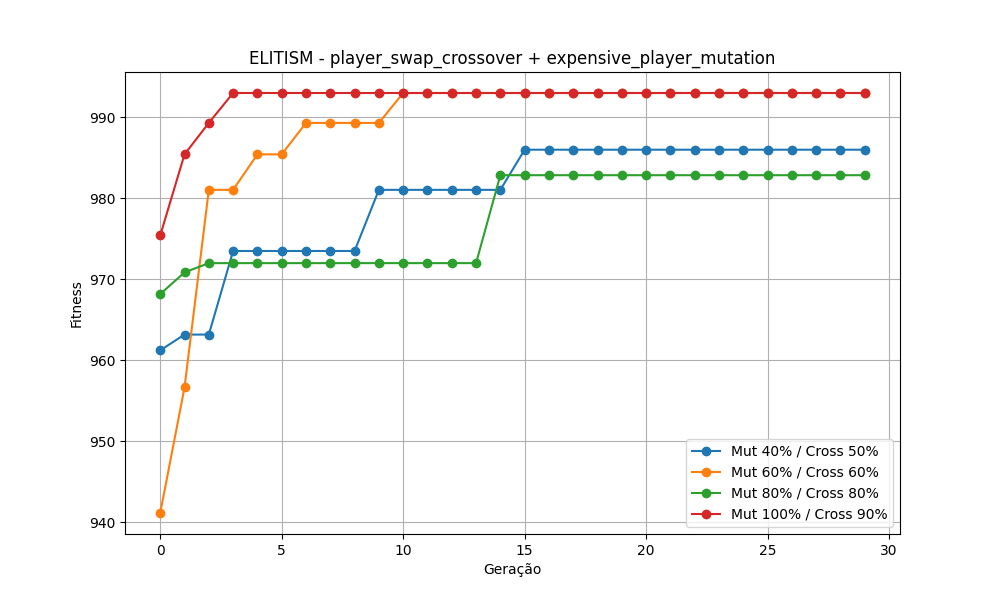 ELITISM - player_swap_crossover + expensive_player_mutation
Fitness
990
980
970
960
950
940
0 5 10 15 20 25 30
Geração
Mut 40% / Cross 50%
Mut 60% / Cross 60%
Mut 80% / Cross 80%
Mut 100% / Cross 90%